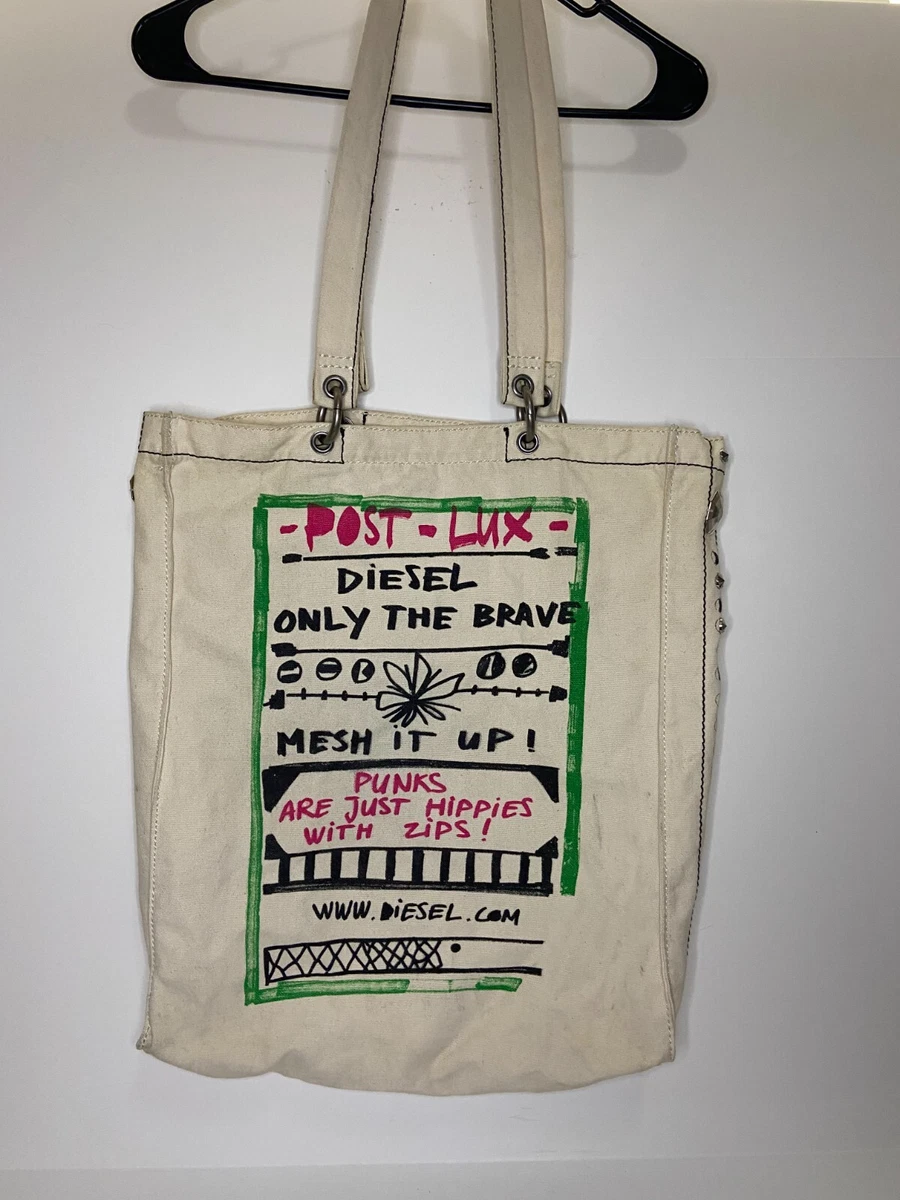 -POST-LUX-
DiESEL
ONLY THE BRAVE
MESH iT UP!
PUNKS
ARE JUST HiPPiES
WiTH ZiPS!
WWW.DiESEL.COM